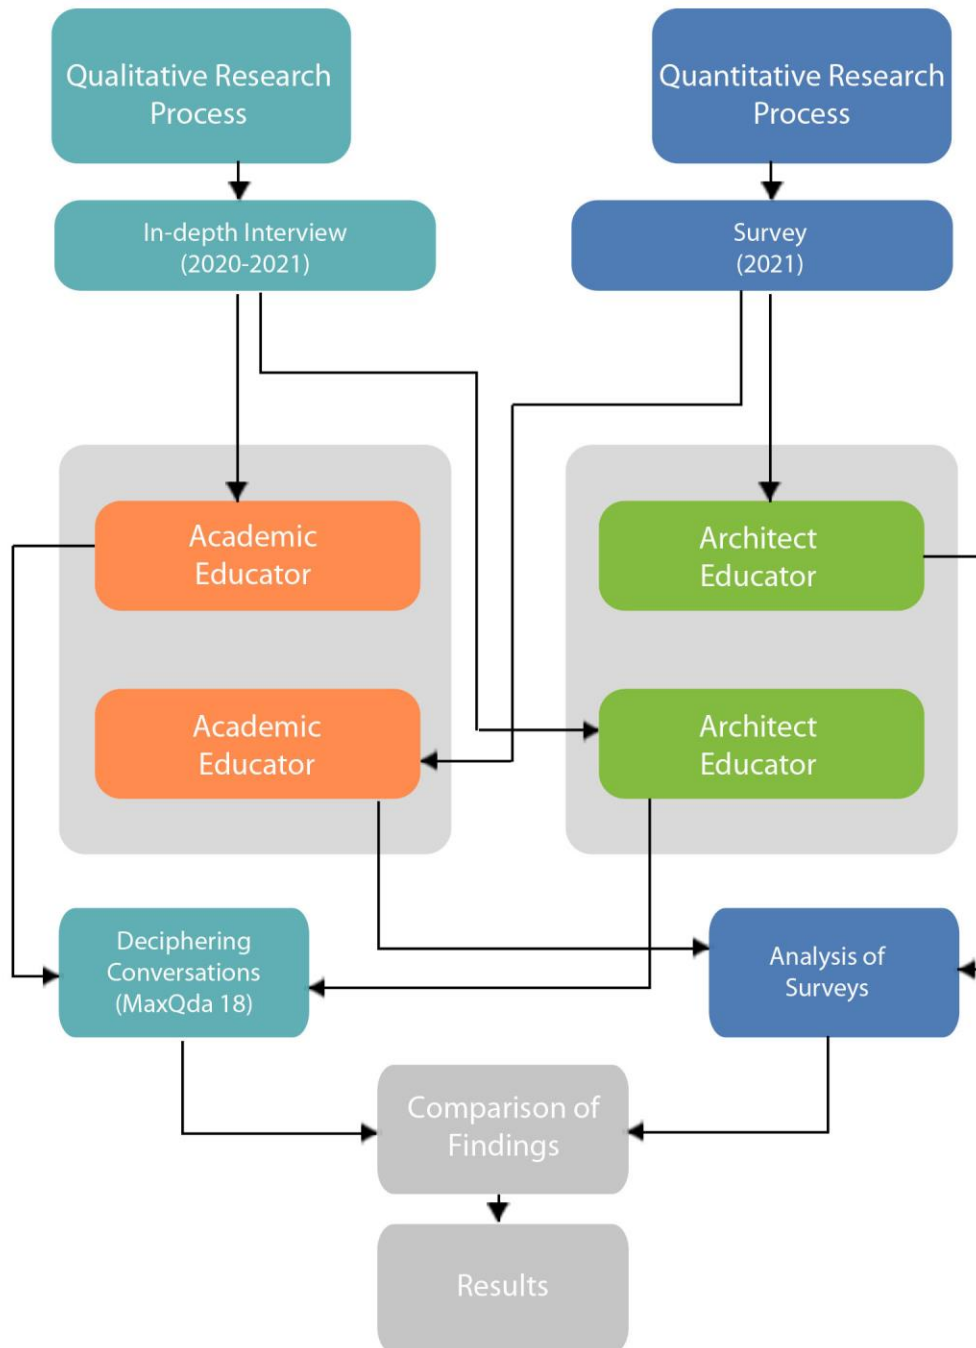 Qualitative Research
Process
Quantitative Research
Process
In-depth Interview
(2020-2021)
Survey
(2021)
Academic
Educator
Architect
Educator
Academic
Educator
Architect
Educator
Deciphering
Conversations
(MaxQda 18)
Analysis of
Surveys
Comparison of
Findings
Results